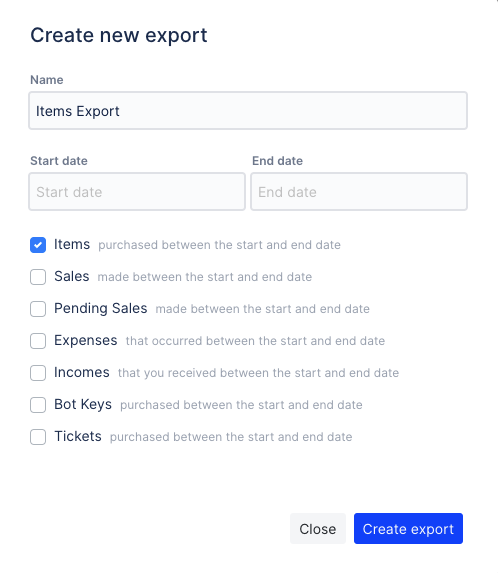 Create new export
Name
Items Export
Start date End date
Start date End date
Items purchased between the start and end date
Sales made between the start and end date
Pending Sales made between the start and end date
Expenses that occurred between the start and end date
Incomes that you received between the start and end date
Bot Keys purchased between the start and end date
Tickets purchased between the start and end date
Close Create export